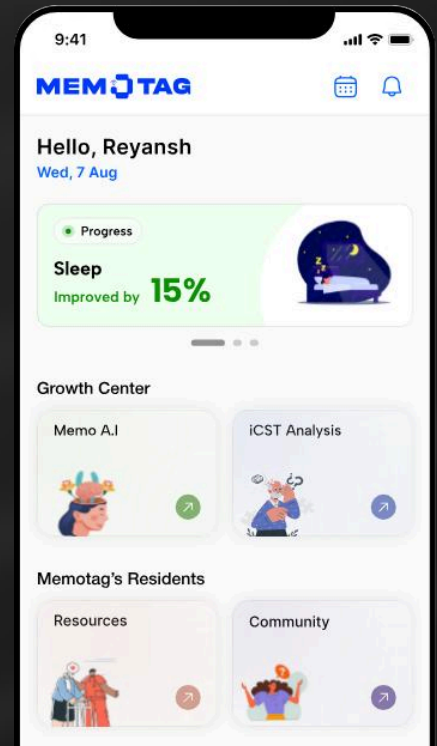 9:41
MEMOTAG
Hello, Reyansh
Wed, 7 Aug
Progress
Sleep
Improved by 15%
Growth Center
Memo A.I
iCST Analysis
Memotag's Residents
Resources
Community